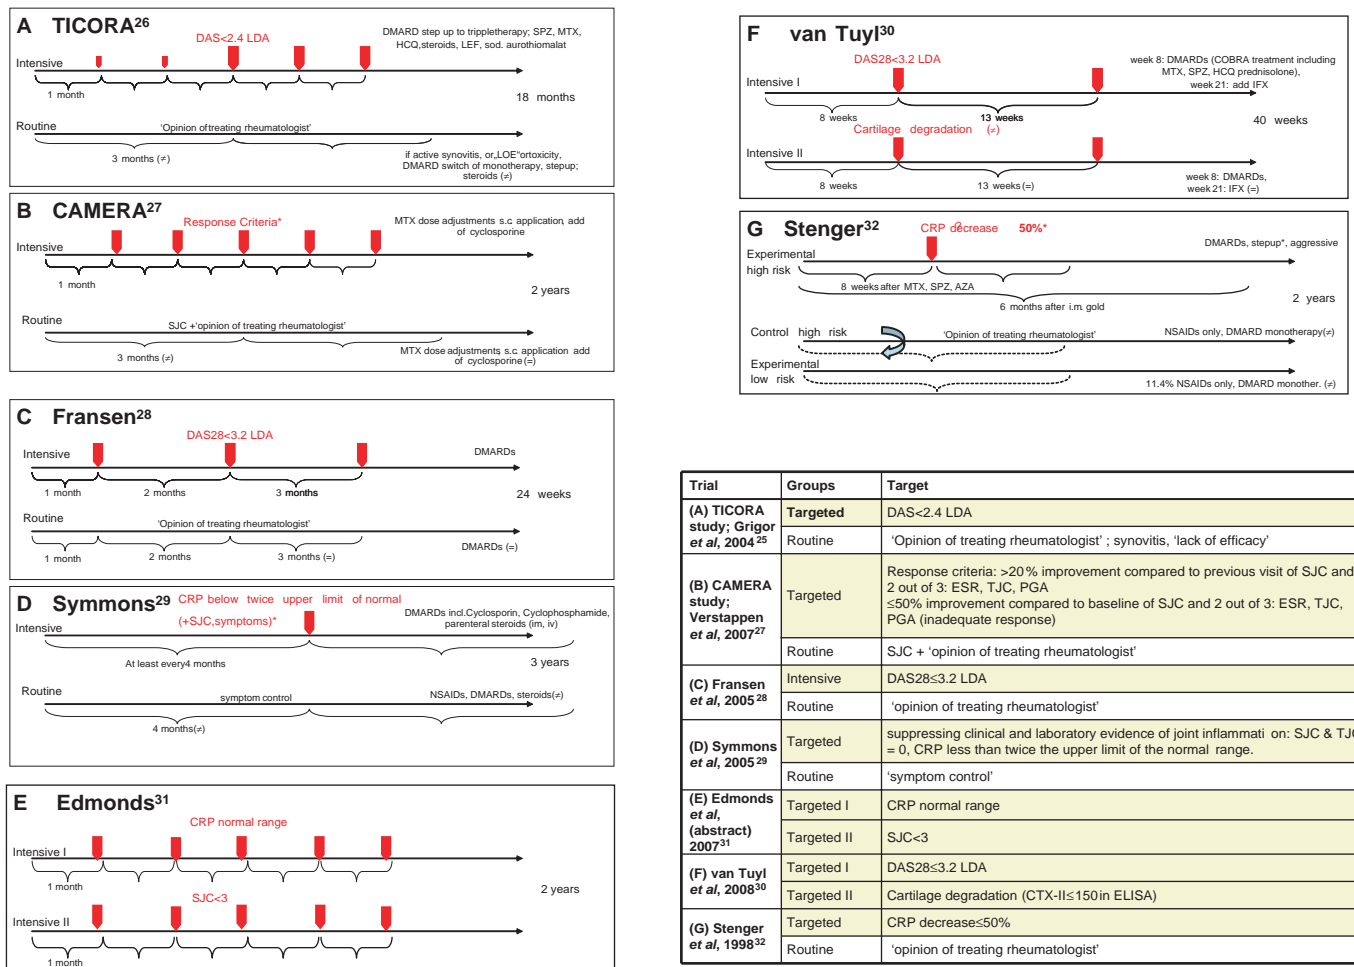 A TICORA26
DAS<2.4 LDA
DMARD step up to trippletherapy; SPZ, MTX,
HCQ,steroids, LEF, sod. aurothiomalat
Intensive
1 month
18 months
Routine
'Opinion oftreating rheumatologist'
3 months (≠)
if active synovitis, or„LOE"ortoxicity,
DMARD switch of monotherapy, stepup;
steroids (≠)
B CAMERA27
Response Criteria*
MTX dose adjustments s.c. application, add
of cyclosporine
Intensive
1 month
2 years
Routine
SJC +'opinion of treating rheumatologist'
3 months (≠)
MTX dose adjustments, s.c. application add
of cyclosporine(=)
C Fransen28
DAS28<3.2 LDA
Intensive
DMARDs
1 month
2 months
3 months
24 weeks
Routine
'Opinion of treating rheumatologist'
1 month
2 months
3 months (=)
DMARDs (=)
D Symmons29
CRP below twice upper limit of normal
(+SJC,symptoms)*
DMARDs incl.Cyclosporin, Cyclophosphamide,
parenteral steroids (im, iv)
Intensive
At least every4 months
3 years
Routine
symptom control
NSAIDs, DMARDs, steroids(≠)
4 months(≠)
E Edmonds31
CRP normal range
Intensive I
1 month
2 years
SJC<3
Intensive II
1 month
F van Tuyl30
DAS28<3.2 LDA
week 8: DMARDs (COBRA treatment including
MTX, SPZ, HCQ prednisolone),
week 21: add IFX
Intensive I
8 weeks
13 weeks
40 weeks
Cartilage degradation (≠)
Intensive II
8 weeks
13 weeks (=)
week 8: DMARDs,
week 21: IFX (=)
G Stenger32
CRP decrease 50%*
DMARDs, stepup*, aggressive
Experimental
high risk
8 weeks after MTX, SPZ, AZA
6 months after i.m. gold
2 years
Control high risk
'Opinion of treating rheumatologist'
NSAIDs only, DMARD monotherapy(≠)
Experimental
low risk
11.4% NSAIDs only, DMARD monother. (≠)
Trial Groups Target
(A) TICORA
study; Grigor
et al, 2004 25
Targeted DAS<2.4 LDA
Routine 'Opinion of treating rheumatologist' ; synovitis, 'lack of efficacy'
(B) CAMERA
study;
Verstappen
et al, 2007 27
Targeted
Response criteria: >20% improvement compared to previous visit of SJC and
2 out of 3: ESR, TJC, PGA
≤50% improvement compared to baseline of SJC and 2 out of 3: ESR, TJC,
PGA (inadequate response)
Routine SJC + 'opinion of treating rheumatologist'
(C) Fransen
et al, 2005 28
Intensive DAS28≤3.2 LDA
Routine 'opinion of treating rheumatologist'
(D) Symmons
et al, 2005 29
Targeted
suppressing clinical and laboratory evidence of joint inflammati on: SJC & TJC
= 0, CRP less than twice the upper limit of the normal range.
Routine 'symptom control'
(E) Edmonds
et al,
(abstract)
2007 31
Targeted I CRP normal range
Targeted II SJC<3
(F) van Tuyl
et al, 2008 30
Targeted I DAS28≤3.2 LDA
Targeted II Cartilage degradation (CTX-II≤150 in ELISA)
(G) Stenger
et al, 1998 32
Targeted CRP decrease≤50%
Routine 'opinion of treating rheumatologist'